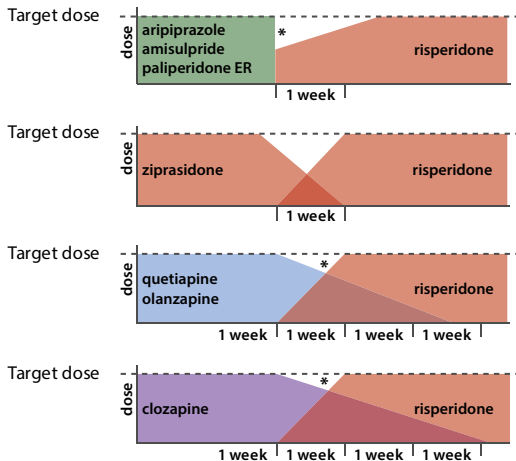 Target dose
dose
aripiprazole
amisulpride
paliperidone ER
*
risperidone
1 week
Target dose
dose
ziprasidone
risperidone
1 week
Target dose
dose
quetiapine
olanzapine
*
risperidone
1 week 1 week 1 week 1 week
Target dose
dose
clozapine
*
risperidone
1 week 1 week 1 week 1 week